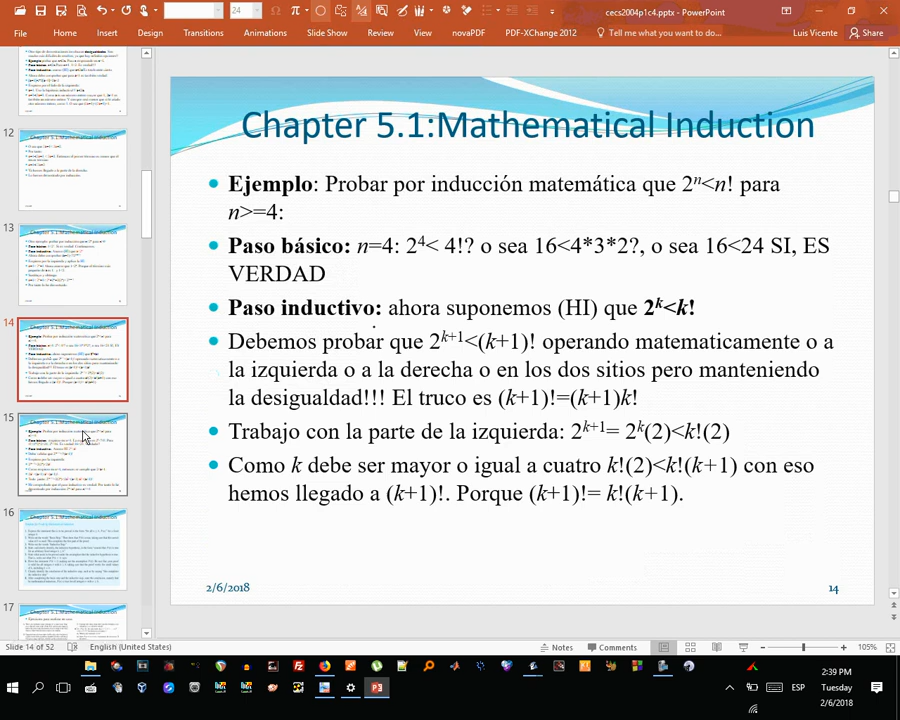 24
cecs2004p1c4.pptx - PowerPoint
File Home Insert Design Transitions Animations Slide Show Review View novaPDF PDF-XChange 2012 Tell me what you want to do... Luis Vicente Share
12
13
14
15
16
17
Chapter 5.1:Mathematical Induction
Ejemplo: Probar por inducción matemática que 2ⁿ<n! para
n>=4:
Paso básico: n=4: 2⁴< 4!? o sea 16<4*3*2?, o sea 16<24 SI, ES
VERDAD
Paso inductivo: ahora suponemos (HI) que 2ᵏ<k!
Debemos probar que 2ᵏ⁺¹<(k+1)! operando matematicamente o a
la izquierda o a la derecha o en los dos sitios pero manteniendo
la desigualdad!!! El truco es (k+1)!=(k+1)k!
Trabajo con la parte de la izquierda: 2ᵏ⁺¹= 2ᵏ(2)<k!(2)
Como k debe ser mayor o igual a cuatro k!(2)<k!(k+1) con eso
hemos llegado a (k+1)!. Porque (k+1)!= k!(k+1).
2/6/2018
14
Slide 14 of 52 English (United States) Notes Comments 105%
2:39 PM
ESP
Tuesday
2/6/2018